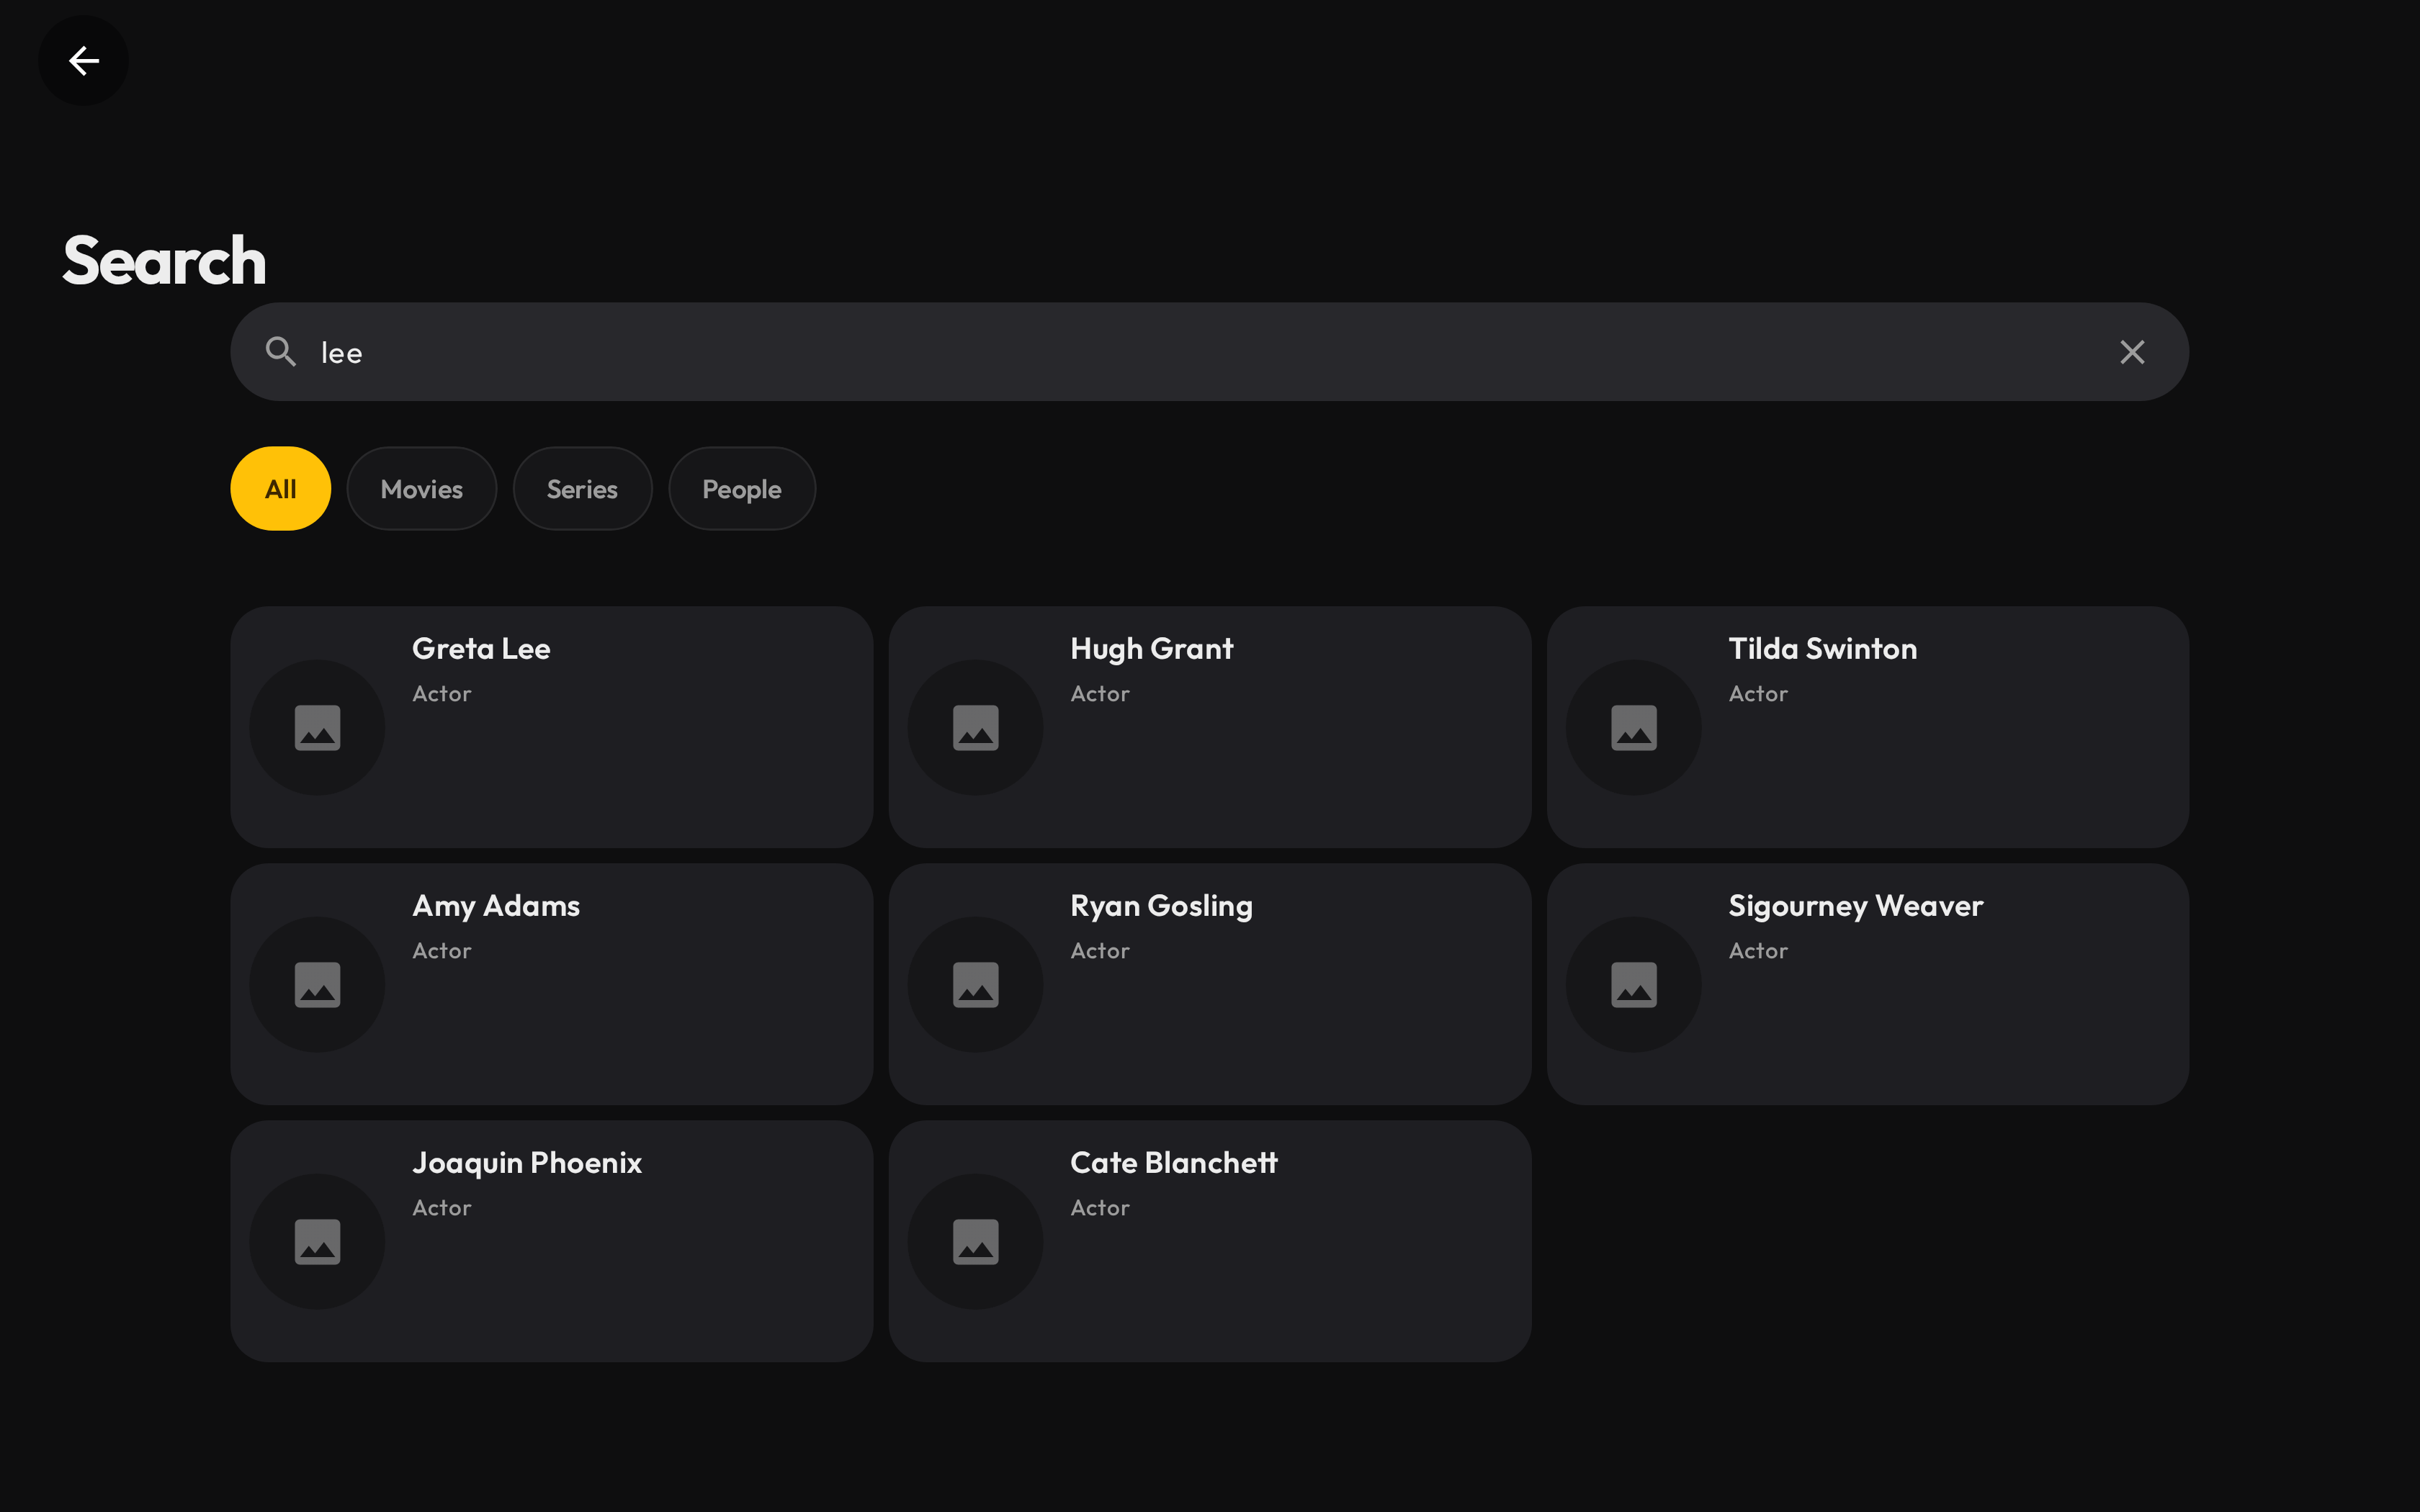 Search
lee
All
Movies
Series
People
Greta Lee
Actor
Hugh Grant
Actor
Tilda Swinton
Actor
Amy Adams
Actor
Ryan Gosling
Actor
Sigourney Weaver
Actor
Joaquin Phoenix
Actor
Cate Blanchett
Actor